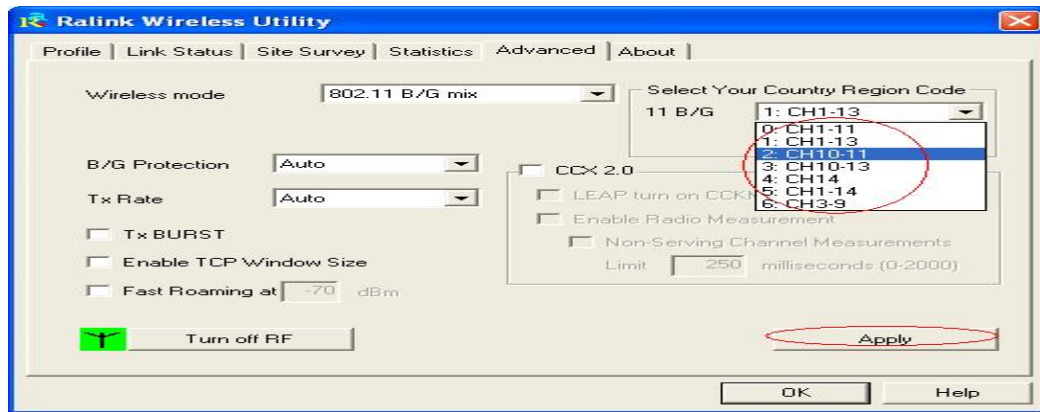 Ralink Wireless Utility
Profile Link Status Site Survey Statistics Advanced About
Wireless mode 802.11 B/G mix
Select Your Country Region Code
11 B/G 1: CH1-13
0: CH1-11
1: CH1-13
2: CH10-11
3: CH10-13
4: CH14
5: CH1-14
6: CH3-9
B/G Protection Auto
Tx Rate Auto
Tx BURST
Enable TCP Window Size
Fast Roaming at -70 dBm
CCX 2.0
LEAP turn on
Enable Radio Measurement
Non-Serving Channel Measurements
Limit 250 milliseconds (0-2000)
Turn off RF
Apply
OK Help